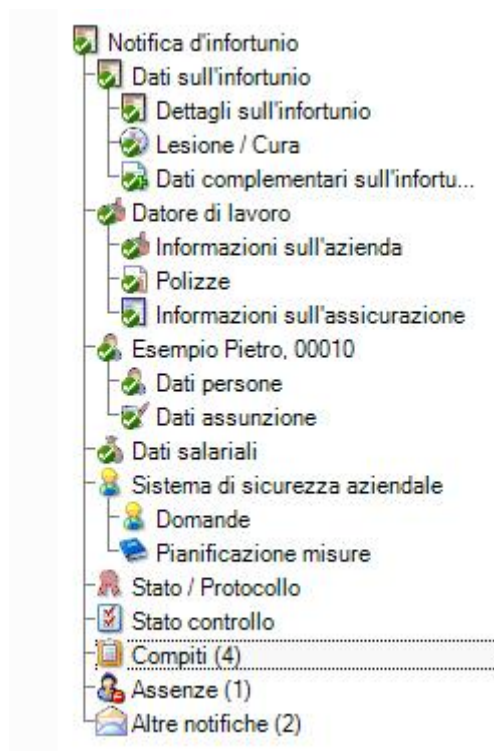 Notifica d'infortunio
Dati sull'infortunio
Dettagli sull'infortunio
Lesione / Cura
Dati complementari sull'infortu...
Datore di lavoro
Informazioni sull'azienda
Polizze
Informazioni sull'assicurazione
Esempio Pietro, 00010
Dati persone
Dati assunzione
Dati salariali
Sistema di sicurezza aziendale
Domande
Pianificazione misure
Stato / Protocollo
Stato controllo
Compiti (4)
Assenze (1)
Altre notifiche (2)